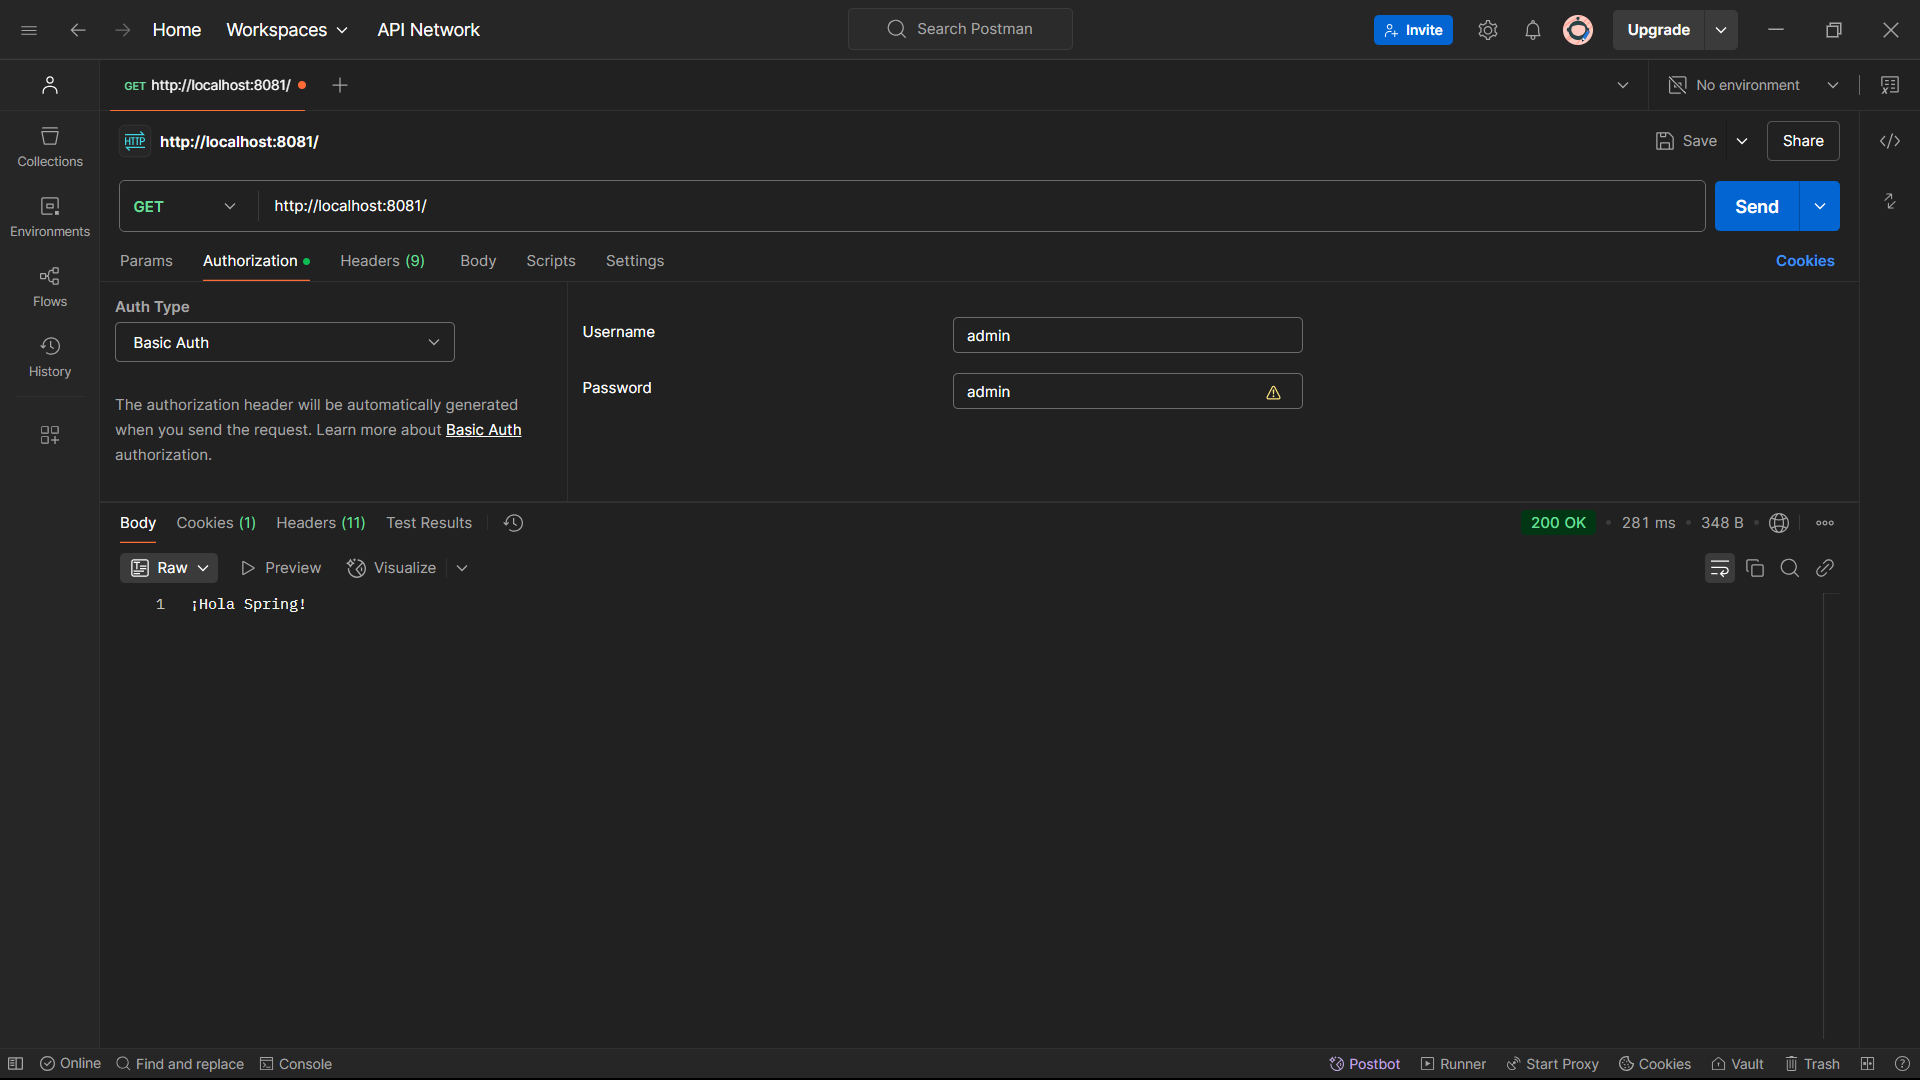 Home Workspaces API Network Search Postman Invite Upgrade
GET http://localhost:8081/ No environment
HTTP http://localhost:8081/ Save Share
GET http://localhost:8081/ Send
Params Authorization Headers (9) Body Scripts Settings Cookies
Collections
Environments
Flows
History
Auth Type
Basic Auth
The authorization header will be automatically generated
when you send the request. Learn more about Basic Auth
authorization.
Username admin
Password admin
Body Cookies (1) Headers (11) Test Results 200 OK • 281 ms • 348 B •
Raw Preview Visualize
1 ¡Hola Spring!
Online Find and replace Console Postbot Runner Start Proxy Cookies Vault Trash